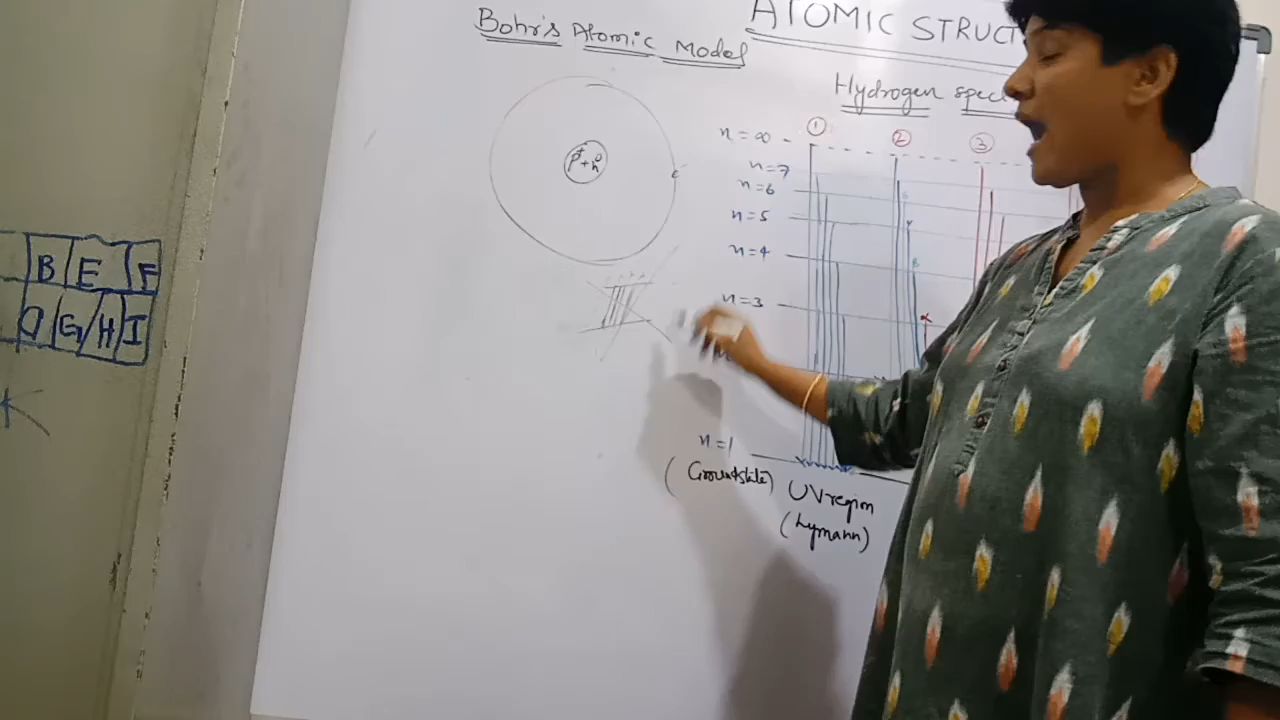 ATOMIC STRUCT
Bohr's Atomic Model
Hydrogen spec
n = ∞
1
2
3
n = 7
n = 6
n = 5
n = 4
n = 3
n = 1
(Groundstate)
UV region
(Lymann)
p+ + n0
α
B E F
G H I